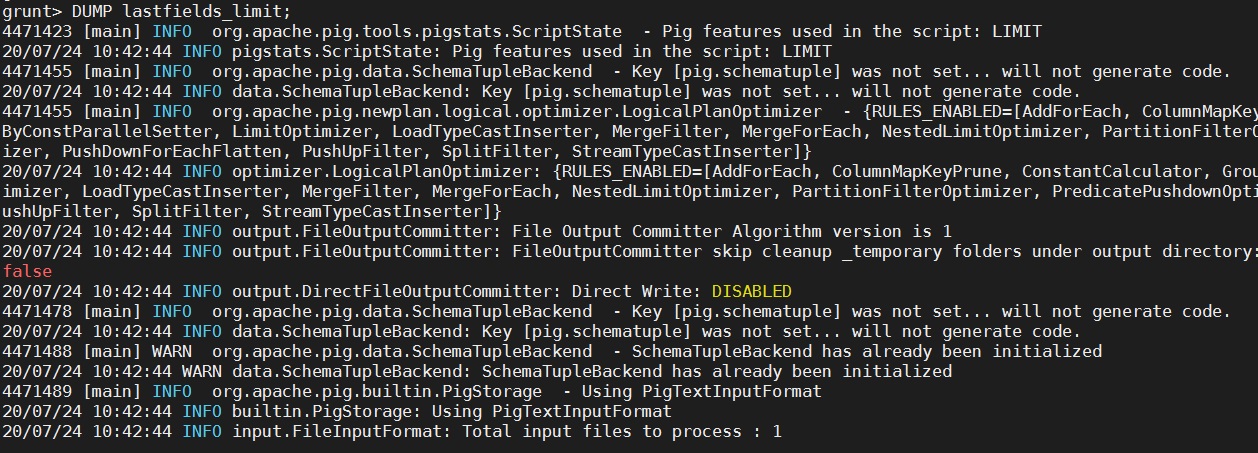 grunt> DUMP lastfields_limit;
4471423 [main] INFO  org.apache.pig.tools.pigstats.ScriptState  - Pig features used in the script: LIMIT
20/07/24 10:42:44 INFO pigstats.ScriptState: Pig features used in the script: LIMIT
4471455 [main] INFO  org.apache.pig.data.SchemaTupleBackend  - Key [pig.schematuple] was not set... will not generate code.
20/07/24 10:42:44 INFO data.SchemaTupleBackend: Key [pig.schematuple] was not set... will not generate code.
4471455 [main] INFO  org.apache.pig.newplan.logical.optimizer.LogicalPlanOptimizer  - {RULES_ENABLED=[AddForEach, ColumnMapKey
ByConstParallelSetter, LimitOptimizer, LoadTypeCastInserter, MergeFilter, MergeForEach, NestedLimitOptimizer, PartitionFilterO
izer, PushDownForEachFlatten, PushUpFilter, SplitFilter, StreamTypeCastInserter]}
20/07/24 10:42:44 INFO optimizer.LogicalPlanOptimizer: {RULES_ENABLED=[AddForEach, ColumnMapKeyPrune, ConstantCalculator, Grou
imizer, LoadTypeCastInserter, MergeFilter, MergeForEach, NestedLimitOptimizer, PartitionFilterOptimizer, PredicatePushdownOpti
ushUpFilter, SplitFilter, StreamTypeCastInserter]}
20/07/24 10:42:44 INFO output.FileOutputCommitter: File Output Committer Algorithm version is 1
20/07/24 10:42:44 INFO output.FileOutputCommitter: FileOutputCommitter skip cleanup _temporary folders under output directory:
false
20/07/24 10:42:44 INFO output.DirectFileOutputCommitter: Direct Write: DISABLED
4471478 [main] INFO  org.apache.pig.data.SchemaTupleBackend  - Key [pig.schematuple] was not set... will not generate code.
20/07/24 10:42:44 INFO data.SchemaTupleBackend: Key [pig.schematuple] was not set... will not generate code.
4471488 [main] WARN  org.apache.pig.data.SchemaTupleBackend  - SchemaTupleBackend has already been initialized
20/07/24 10:42:44 WARN data.SchemaTupleBackend: SchemaTupleBackend has already been initialized
4471489 [main] INFO  org.apache.pig.builtin.PigStorage  - Using PigTextInputFormat
20/07/24 10:42:44 INFO builtin.PigStorage: Using PigTextInputFormat
20/07/24 10:42:44 INFO input.FileInputFormat: Total input files to process : 1